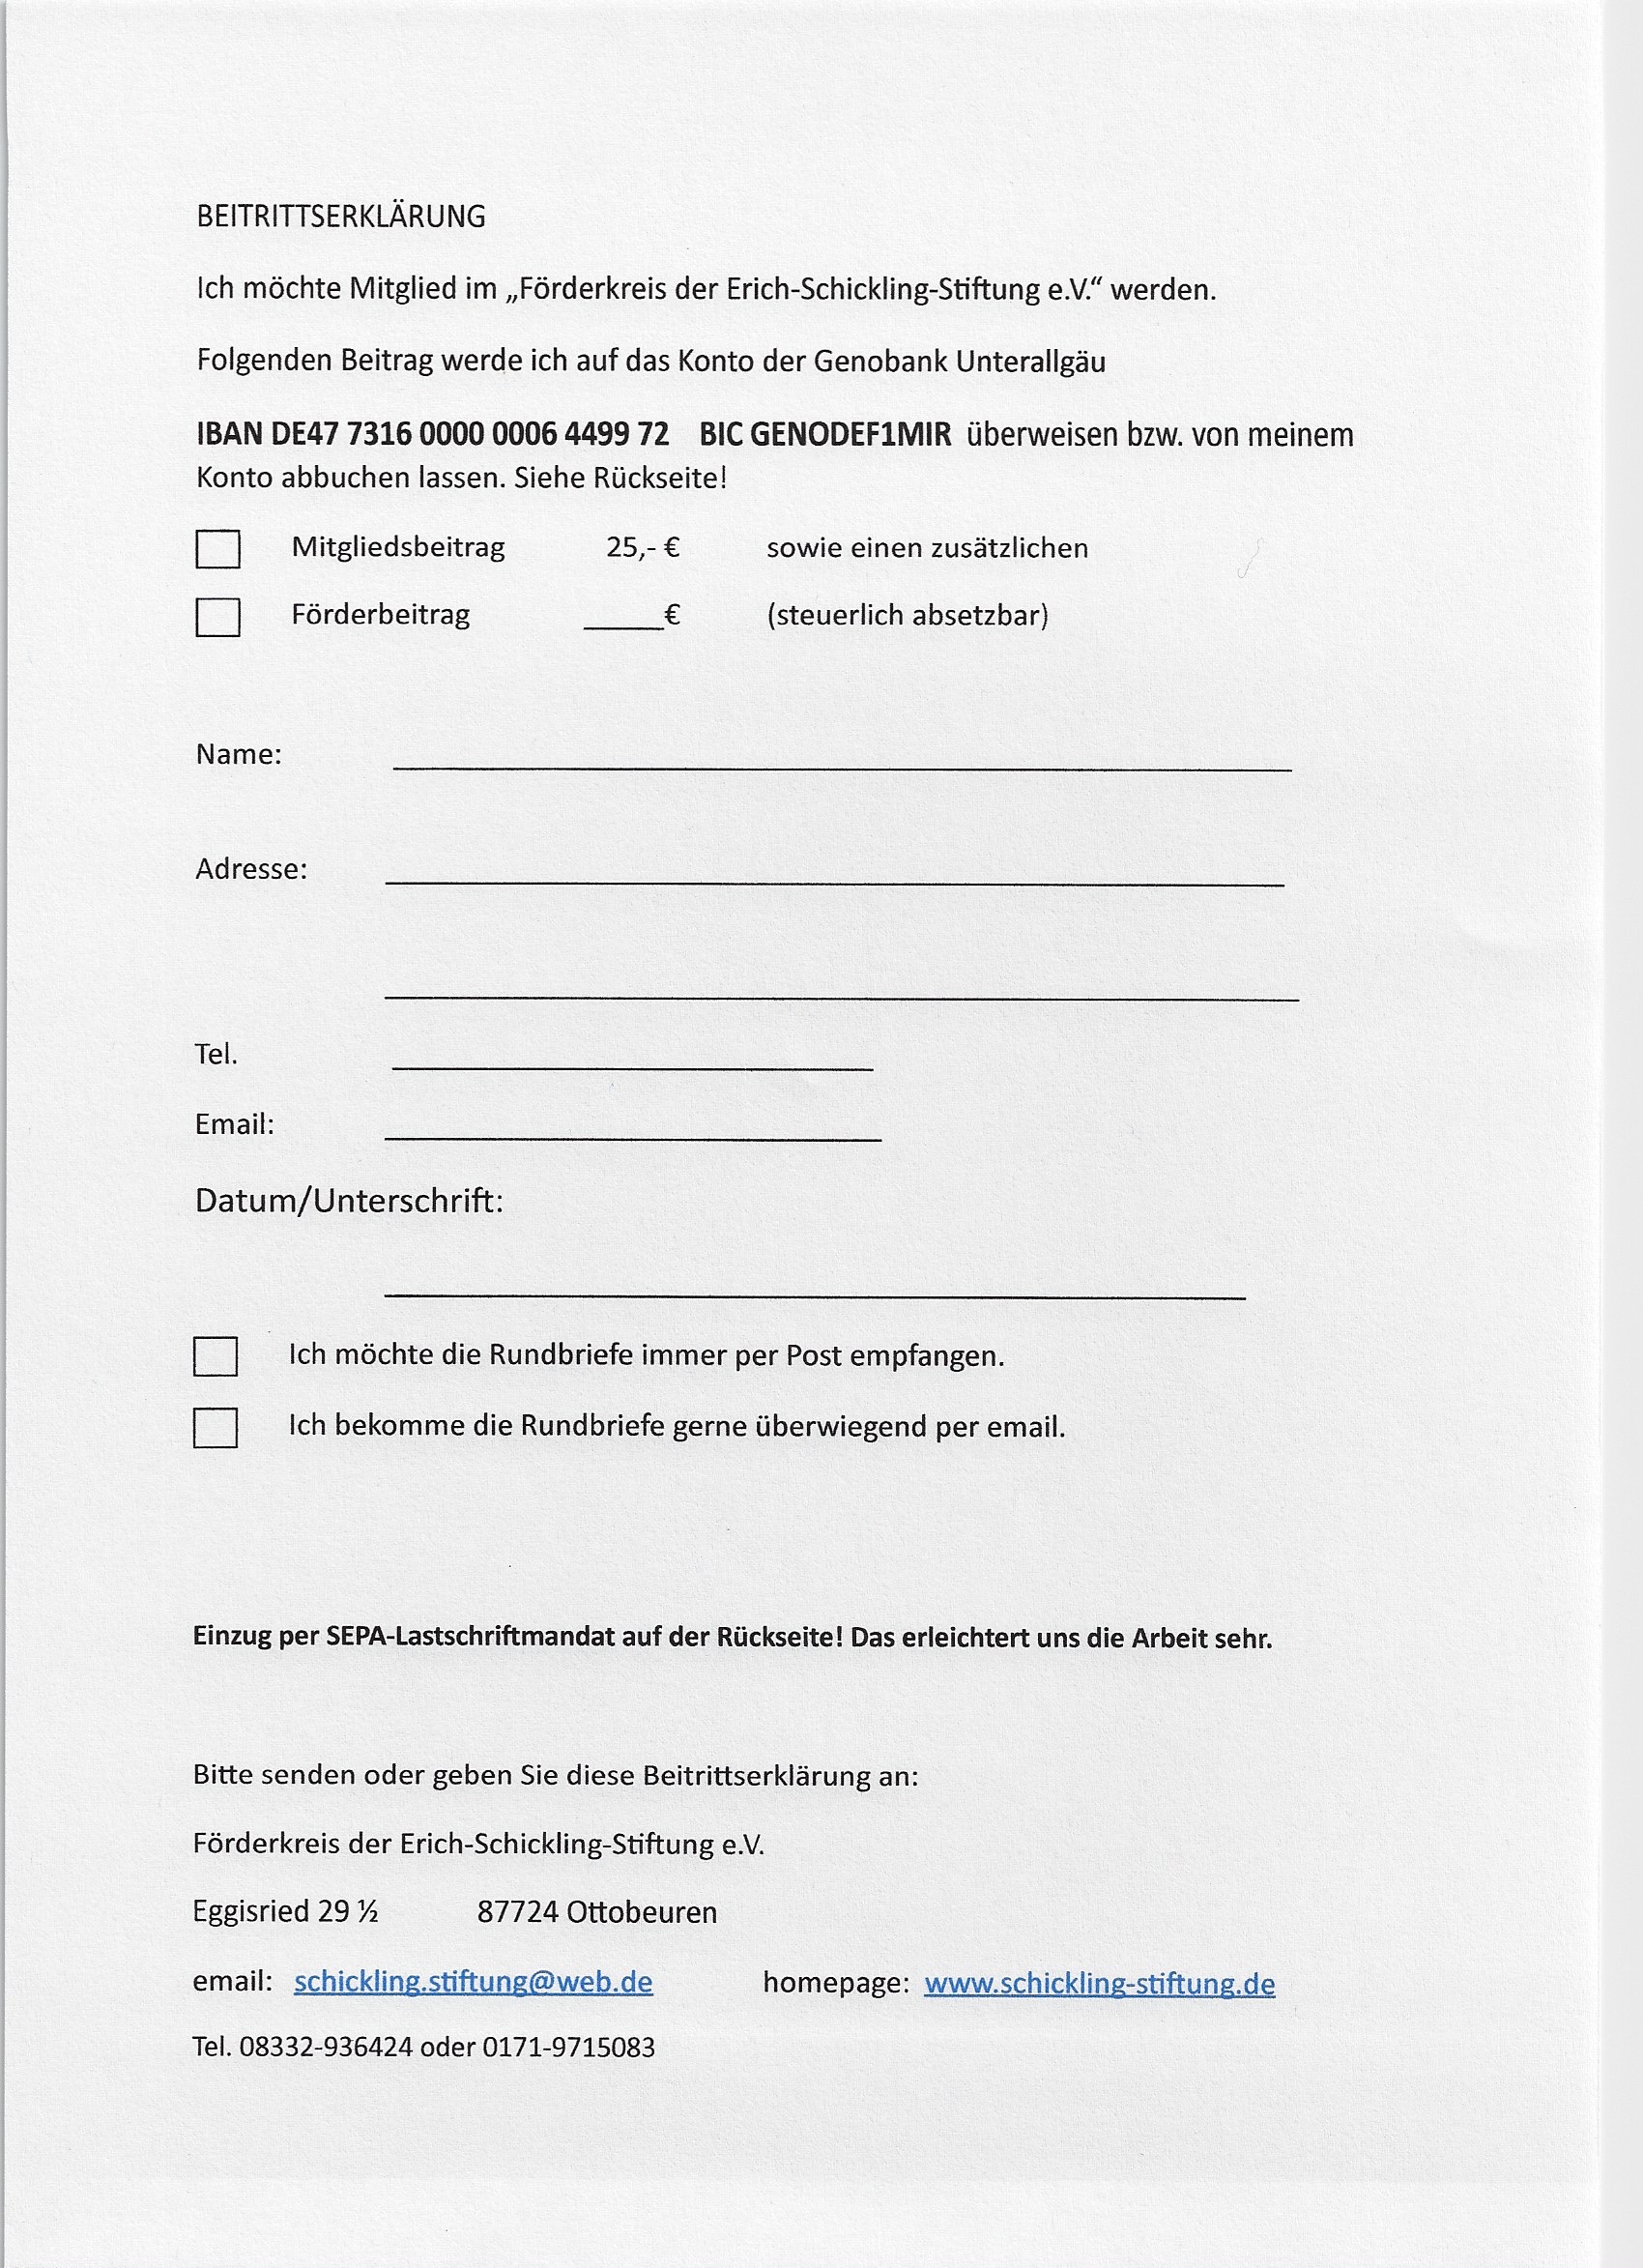 BEITRITTSERKLÄRUNG
Ich möchte Mitglied im „Förderkreis der Erich-Schickling-Stiftung e.V.“ werden.
Folgenden Beitrag werde ich auf das Konto der Genobank Unterallgäu
IBAN DE47 7316 0000 0006 4499 72 BIC GENODEF1MIR überweisen bzw. von meinem
Konto abbuchen lassen. Siehe Rückseite!
Mitgliedsbeitrag 25,- € sowie einen zusätzlichen
Förderbeitrag _____€ (steuerlich absetzbar)
Name:
Adresse:
Tel.
Email:
Datum/Unterschrift:
Ich möchte die Rundbriefe immer per Post empfangen.
Ich bekomme die Rundbriefe gerne überwiegend per email.
Einzug per SEPA-Lastschriftmandat auf der Rückseite! Das erleichtert uns die Arbeit sehr.
Bitte senden oder geben Sie diese Beitrittserklärung an:
Förderkreis der Erich-Schickling-Stiftung e.V.
Eggisried 29 ½ 87724 Ottobeuren
email: schickling.stiftung@web.de homepage: www.schickling-stiftung.de
Tel. 08332-936424 oder 0171-9715083